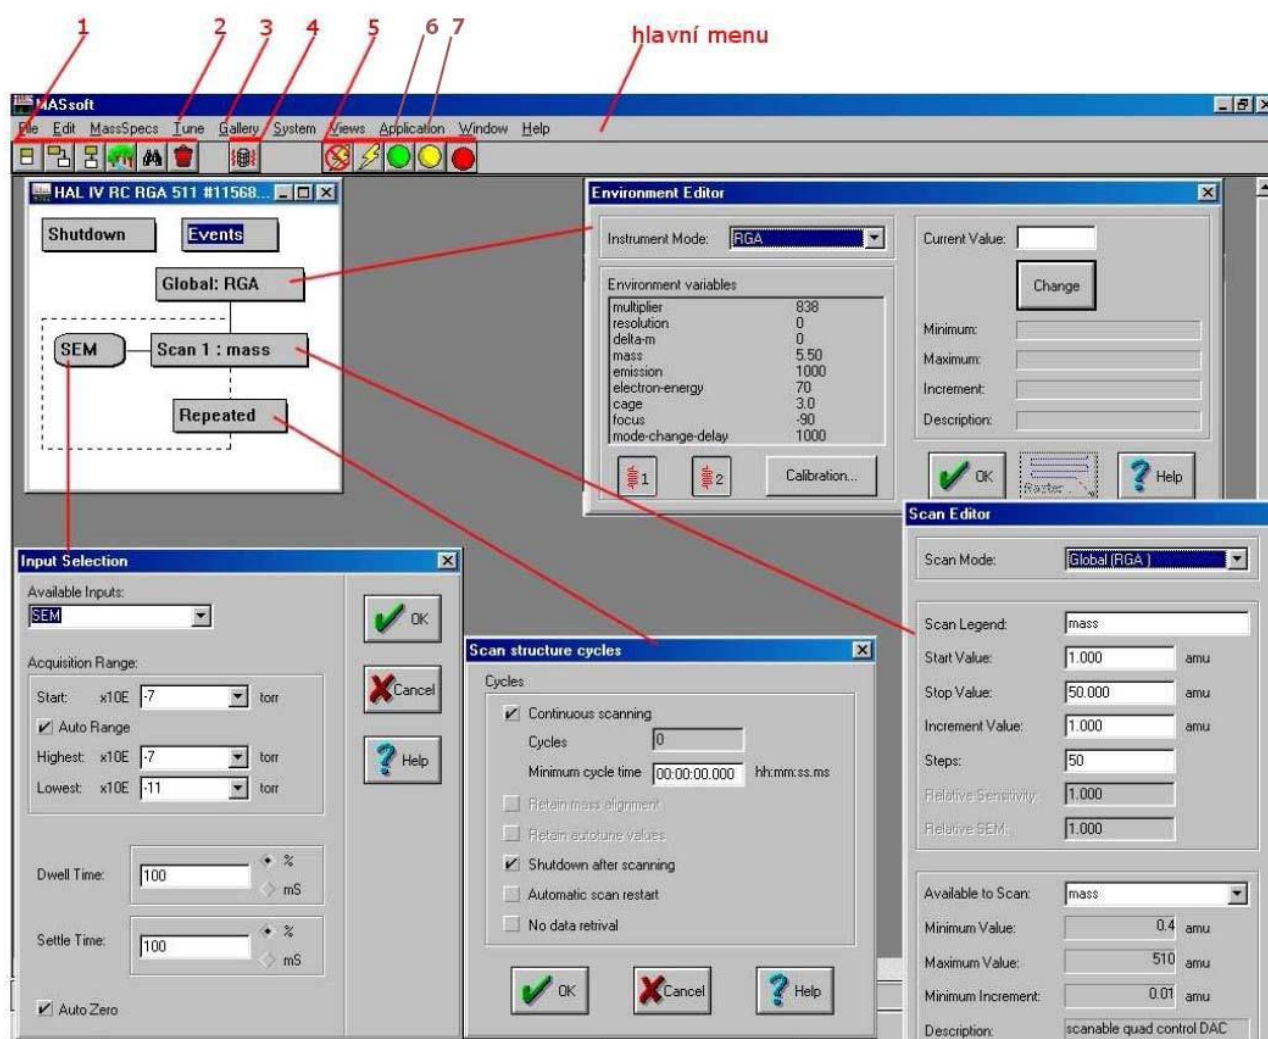 1 2 3 4 5 6 7 hlavní menu
MASsoft
File Edit MassSpecs Tune Gallery System Views Application Window Help
HAL IV RC RGA 511 #11568...
Shutdown Events
Global: RGA
SEM Scan 1 : mass
Repeated
Environment Editor
Instrument Mode: RGA
Environment variables
multiplier 838
resolution 0
delta-m 0
mass 5.50
emission 1000
electron-energy 70
cage 3.0
focus -90
mode-change-delay 1000
1 2 Calibration...
Current Value:
Change
Minimum:
Maximum:
Increment:
Description:
OK Raster... Help
Input Selection
Available Inputs:
SEM
Acquisition Range:
Start: x10E -7 torr
Auto Range
Highest: x10E -7 torr
Lowest: x10E -11 torr
Dwell Time: 100 % mS
Settle Time: 100 % mS
Auto Zero
OK
Cancel
Help
Scan structure cycles
Cycles
Continuous scanning
Cycles 0
Minimum cycle time 00:00:00.000 hh:mm:ss.ms
Retain mass alignment
Retain autotune values
Shutdown after scanning
Automatic scan restart
No data retrival
OK Cancel Help
Scan Editor
Scan Mode: Global (RGA )
Scan Legend: mass
Start Value: 1.000 amu
Stop Value: 50.000 amu
Increment Value: 1.000 amu
Steps: 50
Relative Sensitivity: 1.000
Relative SEM: 1.000
Available to Scan: mass
Minimum Value: 0.4 amu
Maximum Value: 510 amu
Minimum Increment: 0.01 amu
Description: scanable quad control DAC